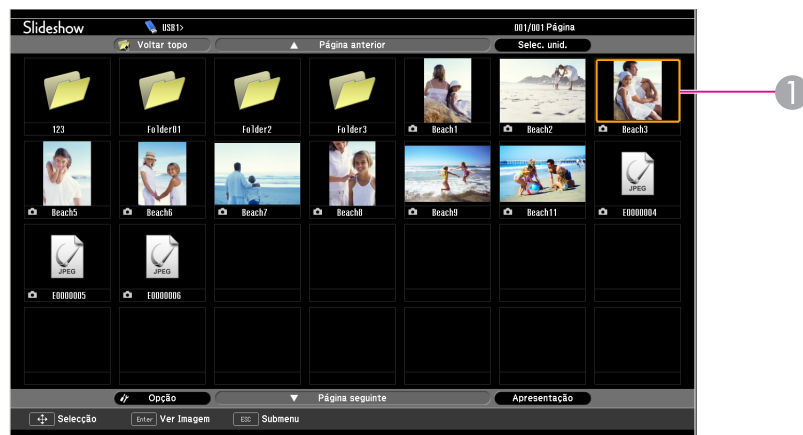 Slideshow USB1> 001/001 Página
Voltar topo ▲ Página anterior Selec. unid.
123 Folder01 Folder2 Folder3 Beach1 Beach2 Beach3
1
JPEG
Beach5 Beach6 Beach7 Beach8 Beach9 Beach11 E0000004
JPEG JPEG
E0000005 E0000006
Opção ▼ Página seguinte Apresentação
Selecção Enter Ver Imagem ESC Submenu